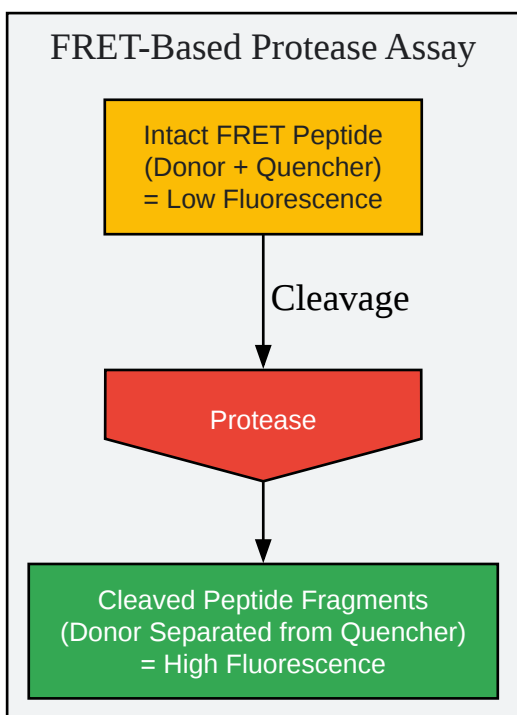 FRET-Based Protease Assay
Intact FRET Peptide
(Donor + Quencher)
= Low Fluorescence
Cleavage
Protease
Cleaved Peptide Fragments
(Donor Separated from Quencher)
= High Fluorescence